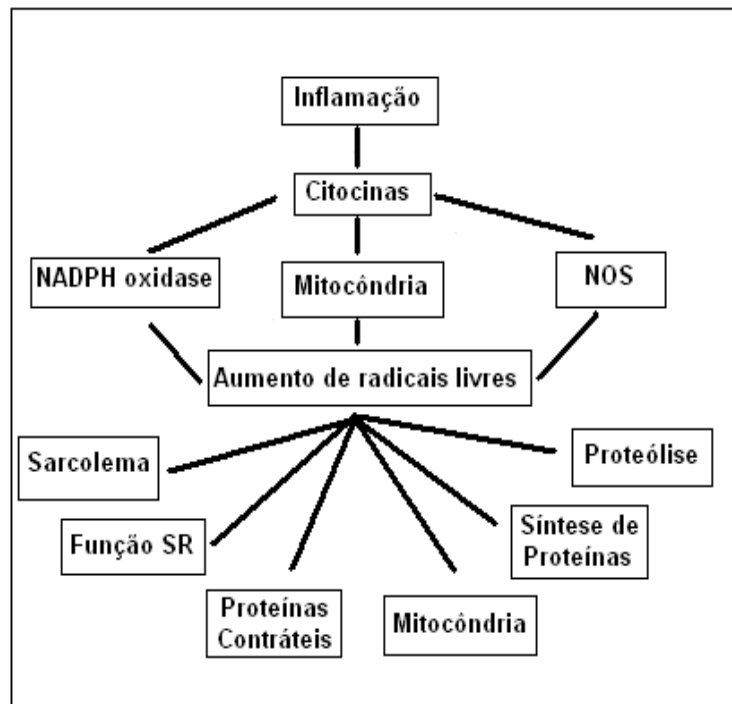 Inflamação
Citocinas
NADPH oxidase
Mitocôndria
NOS
Aumento de radicais livres
Sarcolema
Proteólise
Função SR
Síntese de
Proteínas
Proteínas
Contráteis
Mitocôndria